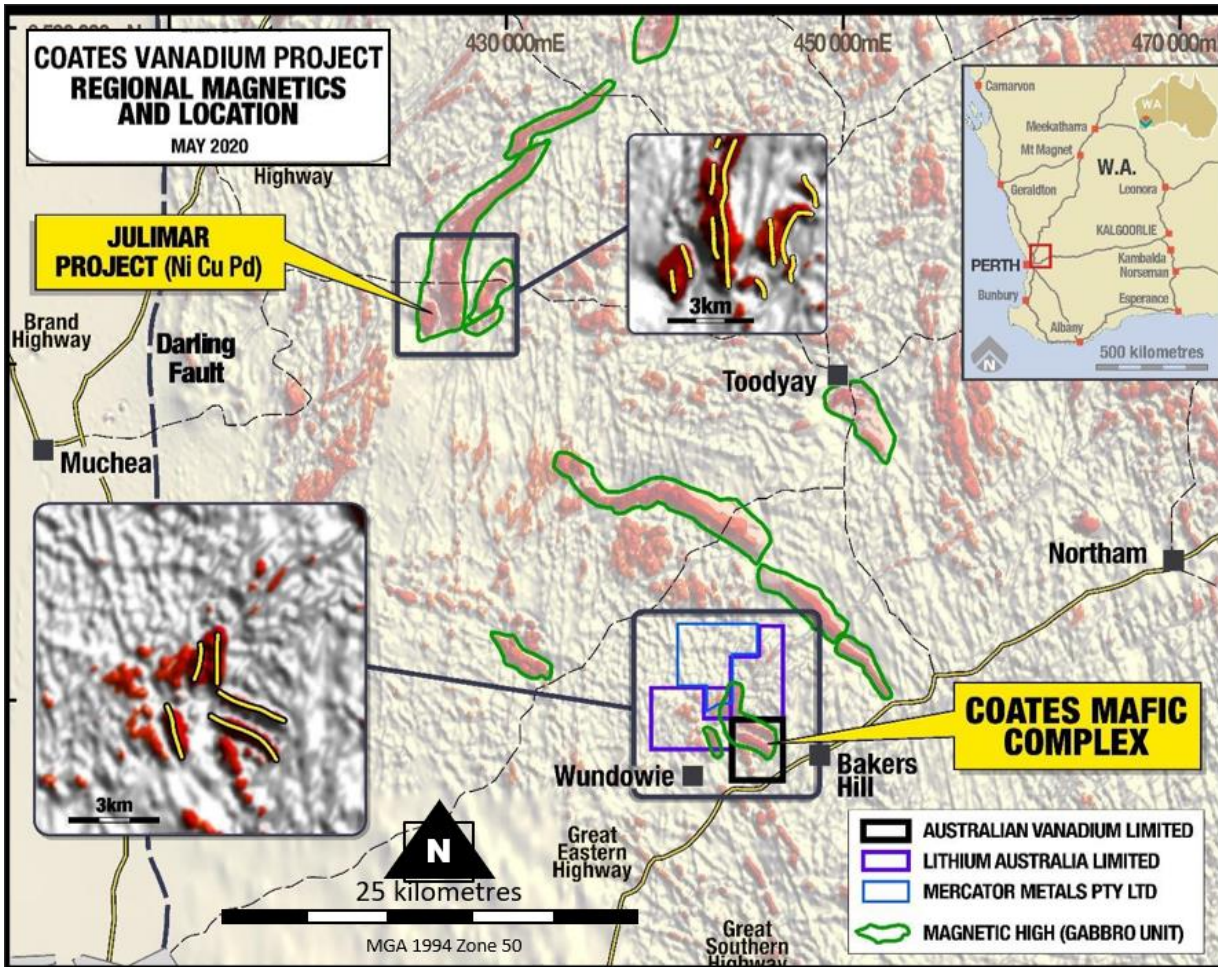 430 000mE
450 000mE
470 000mE
COATES VANADIUM PROJECT
REGIONAL MAGNETICS
AND LOCATION
MAY 2020
Highway
JULIMAR
PROJECT (Ni Cu Pd)
3km
Carnarvon
WA
Meekatharra
Mt Magnet
W.A.
Geraldton
Leonora
KALGOORLIE
PERTH
Kambalda
Norseman
Bunbury
Esperance
Albany
N
500 kilometres
Brand
Highway
Darling
Fault
Toodyay
Muchea
Northam
3km
COATES MAFIC
COMPLEX
Wundowie
Bakers
Hill
Great
Eastern
Highway
N
25 kilometres
MGA 1994 Zone 50
Great
Southern
Highway
AUSTRALIAN VANADIUM LIMITED
LITHIUM AUSTRALIA LIMITED
MERCATOR METALS PTY LTD
MAGNETIC HIGH (GABBRO UNIT)